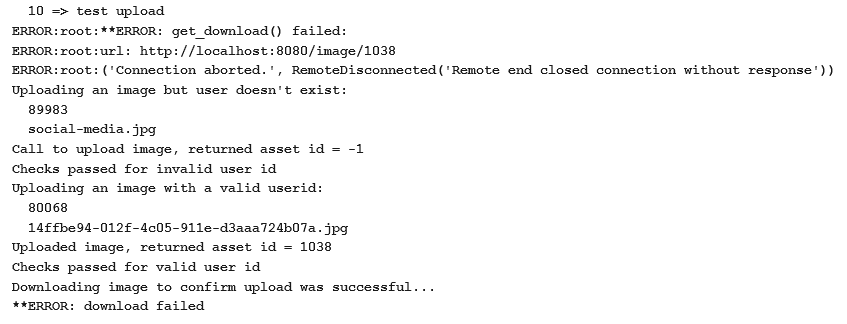 10 => test upload
ERROR:root:**ERROR: get_download() failed:
ERROR:root:url: http://localhost:8080/image/1038
ERROR:root:('Connection aborted.', RemoteDisconnected('Remote end closed connection without response'))
Uploading an image but user doesn't exist:
89983
social-media.jpg
Call to upload image, returned asset id = -1
Checks passed for invalid user id
Uploading an image with a valid userid:
80068
14ffbe94-012f-4c05-911e-d3aaa724b07a.jpg
Uploaded image, returned asset id = 1038
Checks passed for valid user id
Downloading image to confirm upload was successful...
**ERROR: download failed